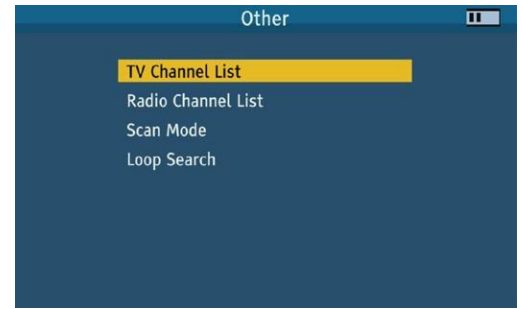 Other
TV Channel List
Radio Channel List
Scan Mode
Loop Search